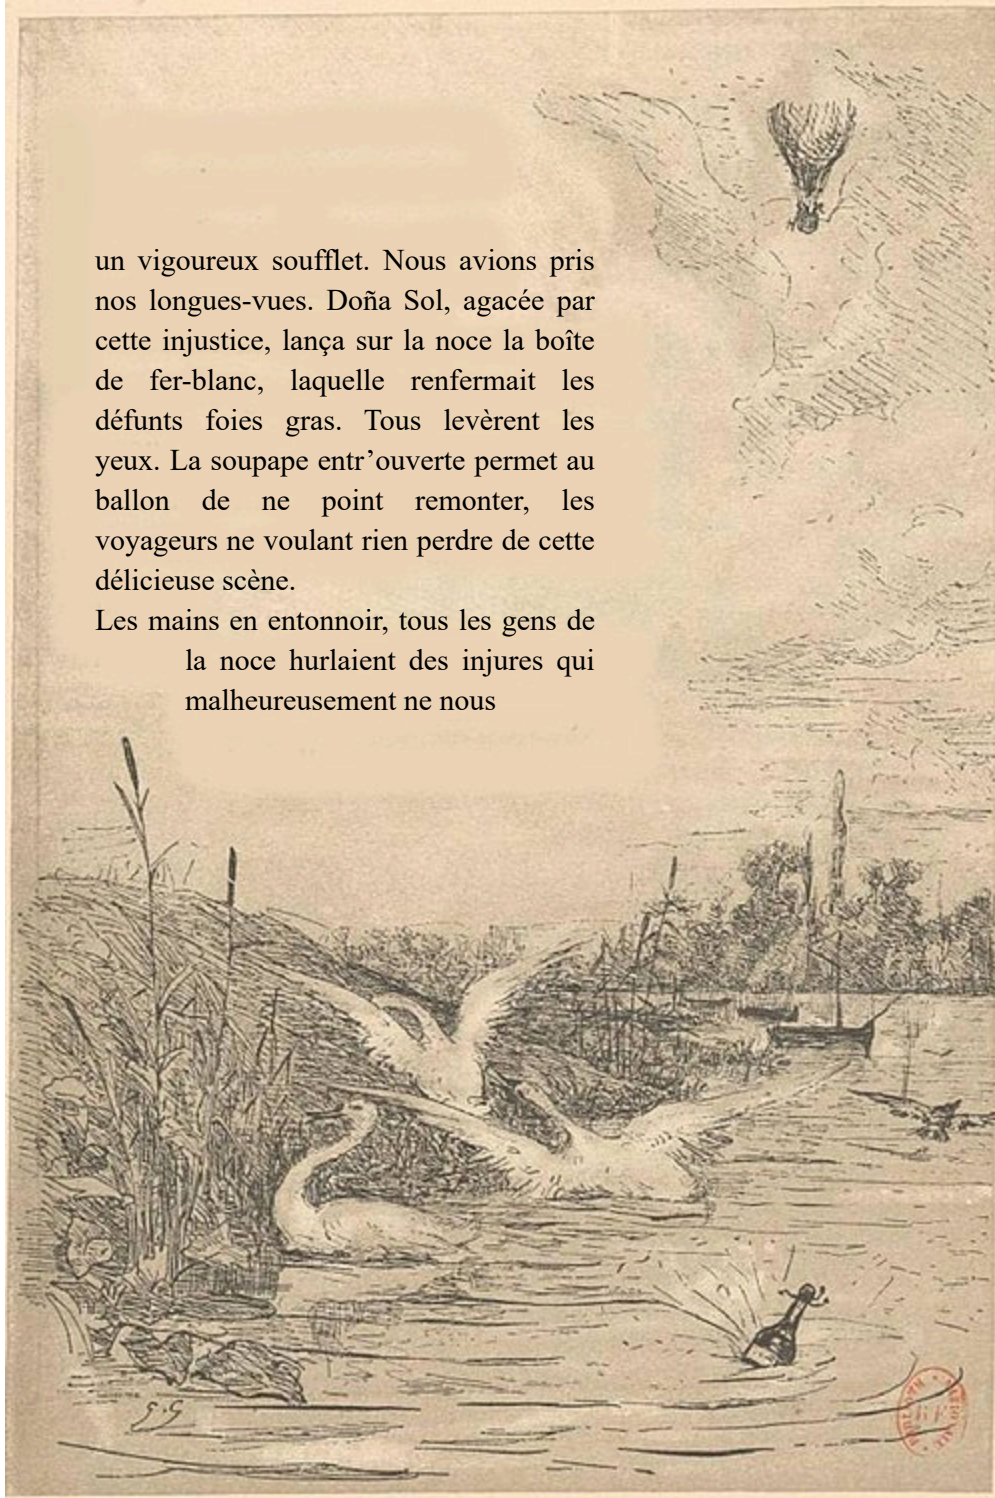 un vigoureux soufflet. Nous avions pris
nos longues-vues. Doña Sol, agacée par
cette injustice, lança sur la noce la boîte
de fer-blanc, laquelle renfermait les
défunts foies gras. Tous levèrent les
yeux. La soupape entr’ouverte permet au
ballon de ne point remonter, les
voyageurs ne voulant rien perdre de cette
délicieuse scène.
Les mains en entonnoir, tous les gens de
la noce hurlaient des injures qui
malheureusement ne nous